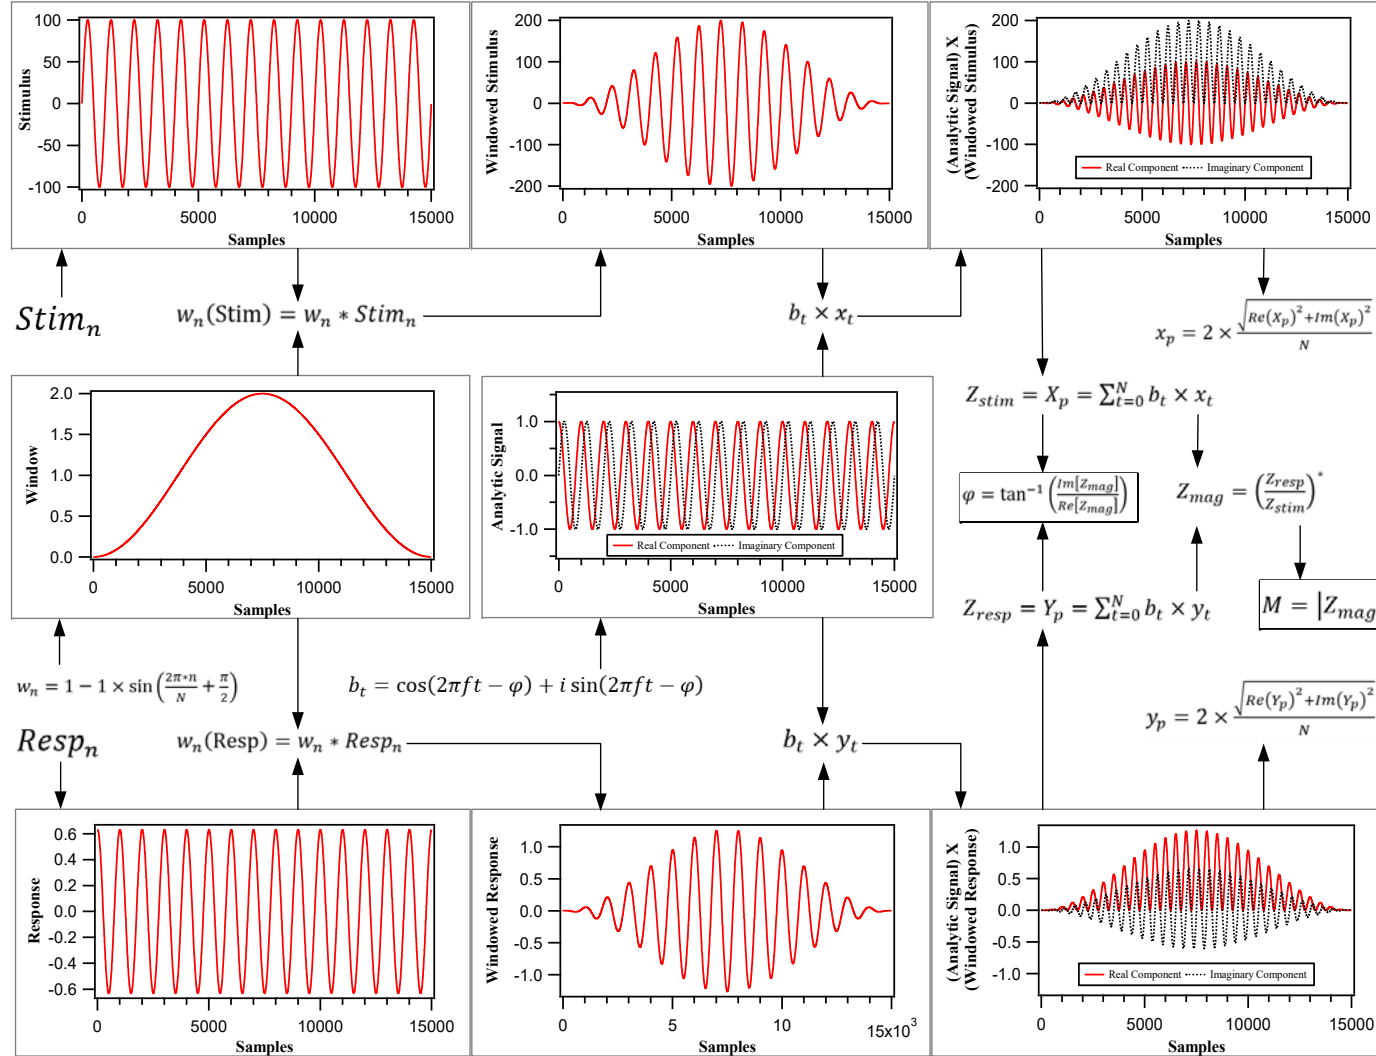 Stimulus
100
50
0
-50
-100
0 5000 10000 15000
Samples
Windowed Stimulus
200
100
0
-100
-200
0 5000 10000 15000
Samples
(Analytic Signal) X
(Windowed Stimulus)
200
100
0
-100
-200
Real Component Imaginary Component
0 5000 10000 15000
Samples
Stim_n
w_n(Stim) = w_n * Stim_n
b_t × x_t
x_p = 2 × √(Re(X_p)^2+Im(X_p)^2)/N
Window
2.0
1.5
1.0
0.5
0.0
0 5000 10000 15000
Samples
Analytic Signal
1.0
0.0
-1.0
Real Component Imaginary Component
0 5000 10000 15000
Samples
Z_stim = X_p = ∑_{t=0}^N b_t × x_t
φ = tan^{-1}(Im[Z_mag]/Re[Z_mag])
Z_mag = (Z_resp/Z_stim)^*
Z_resp = Y_p = ∑_{t=0}^N b_t × y_t
M = |Z_mag
w_n = 1 − 1 × sin(2π*n/N + π/2)
b_t = cos(2πft − φ) + i sin(2πft − φ)
y_p = 2 × √(Re(Y_p)^2+Im(Y_p)^2)/N
Resp_n
w_n(Resp) = w_n * Resp_n
b_t × y_t
Response
0.6
0.4
0.2
0.0
-0.2
-0.4
-0.6
0 5000 10000 15000
Samples
Windowed Response
1.0
0.5
0.0
-0.5
-1.0
0 5 10 15x10^3
Samples
(Analytic Signal) X
(Windowed Response)
1.0
0.5
0.0
-0.5
-1.0
Real Component Imaginary Component
0 5000 10000 15000
Samples